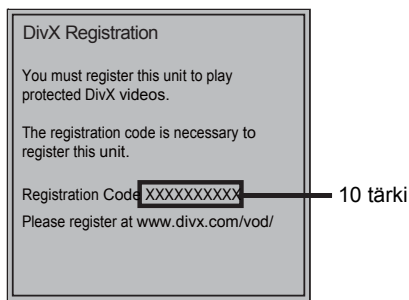 DivX Registration
You must register this unit to play
protected DivX videos.
The registration code is necessary to
register this unit.
Registration Code XXXXXXXXXX
10 tärki
Please register at www.divx.com/vod/